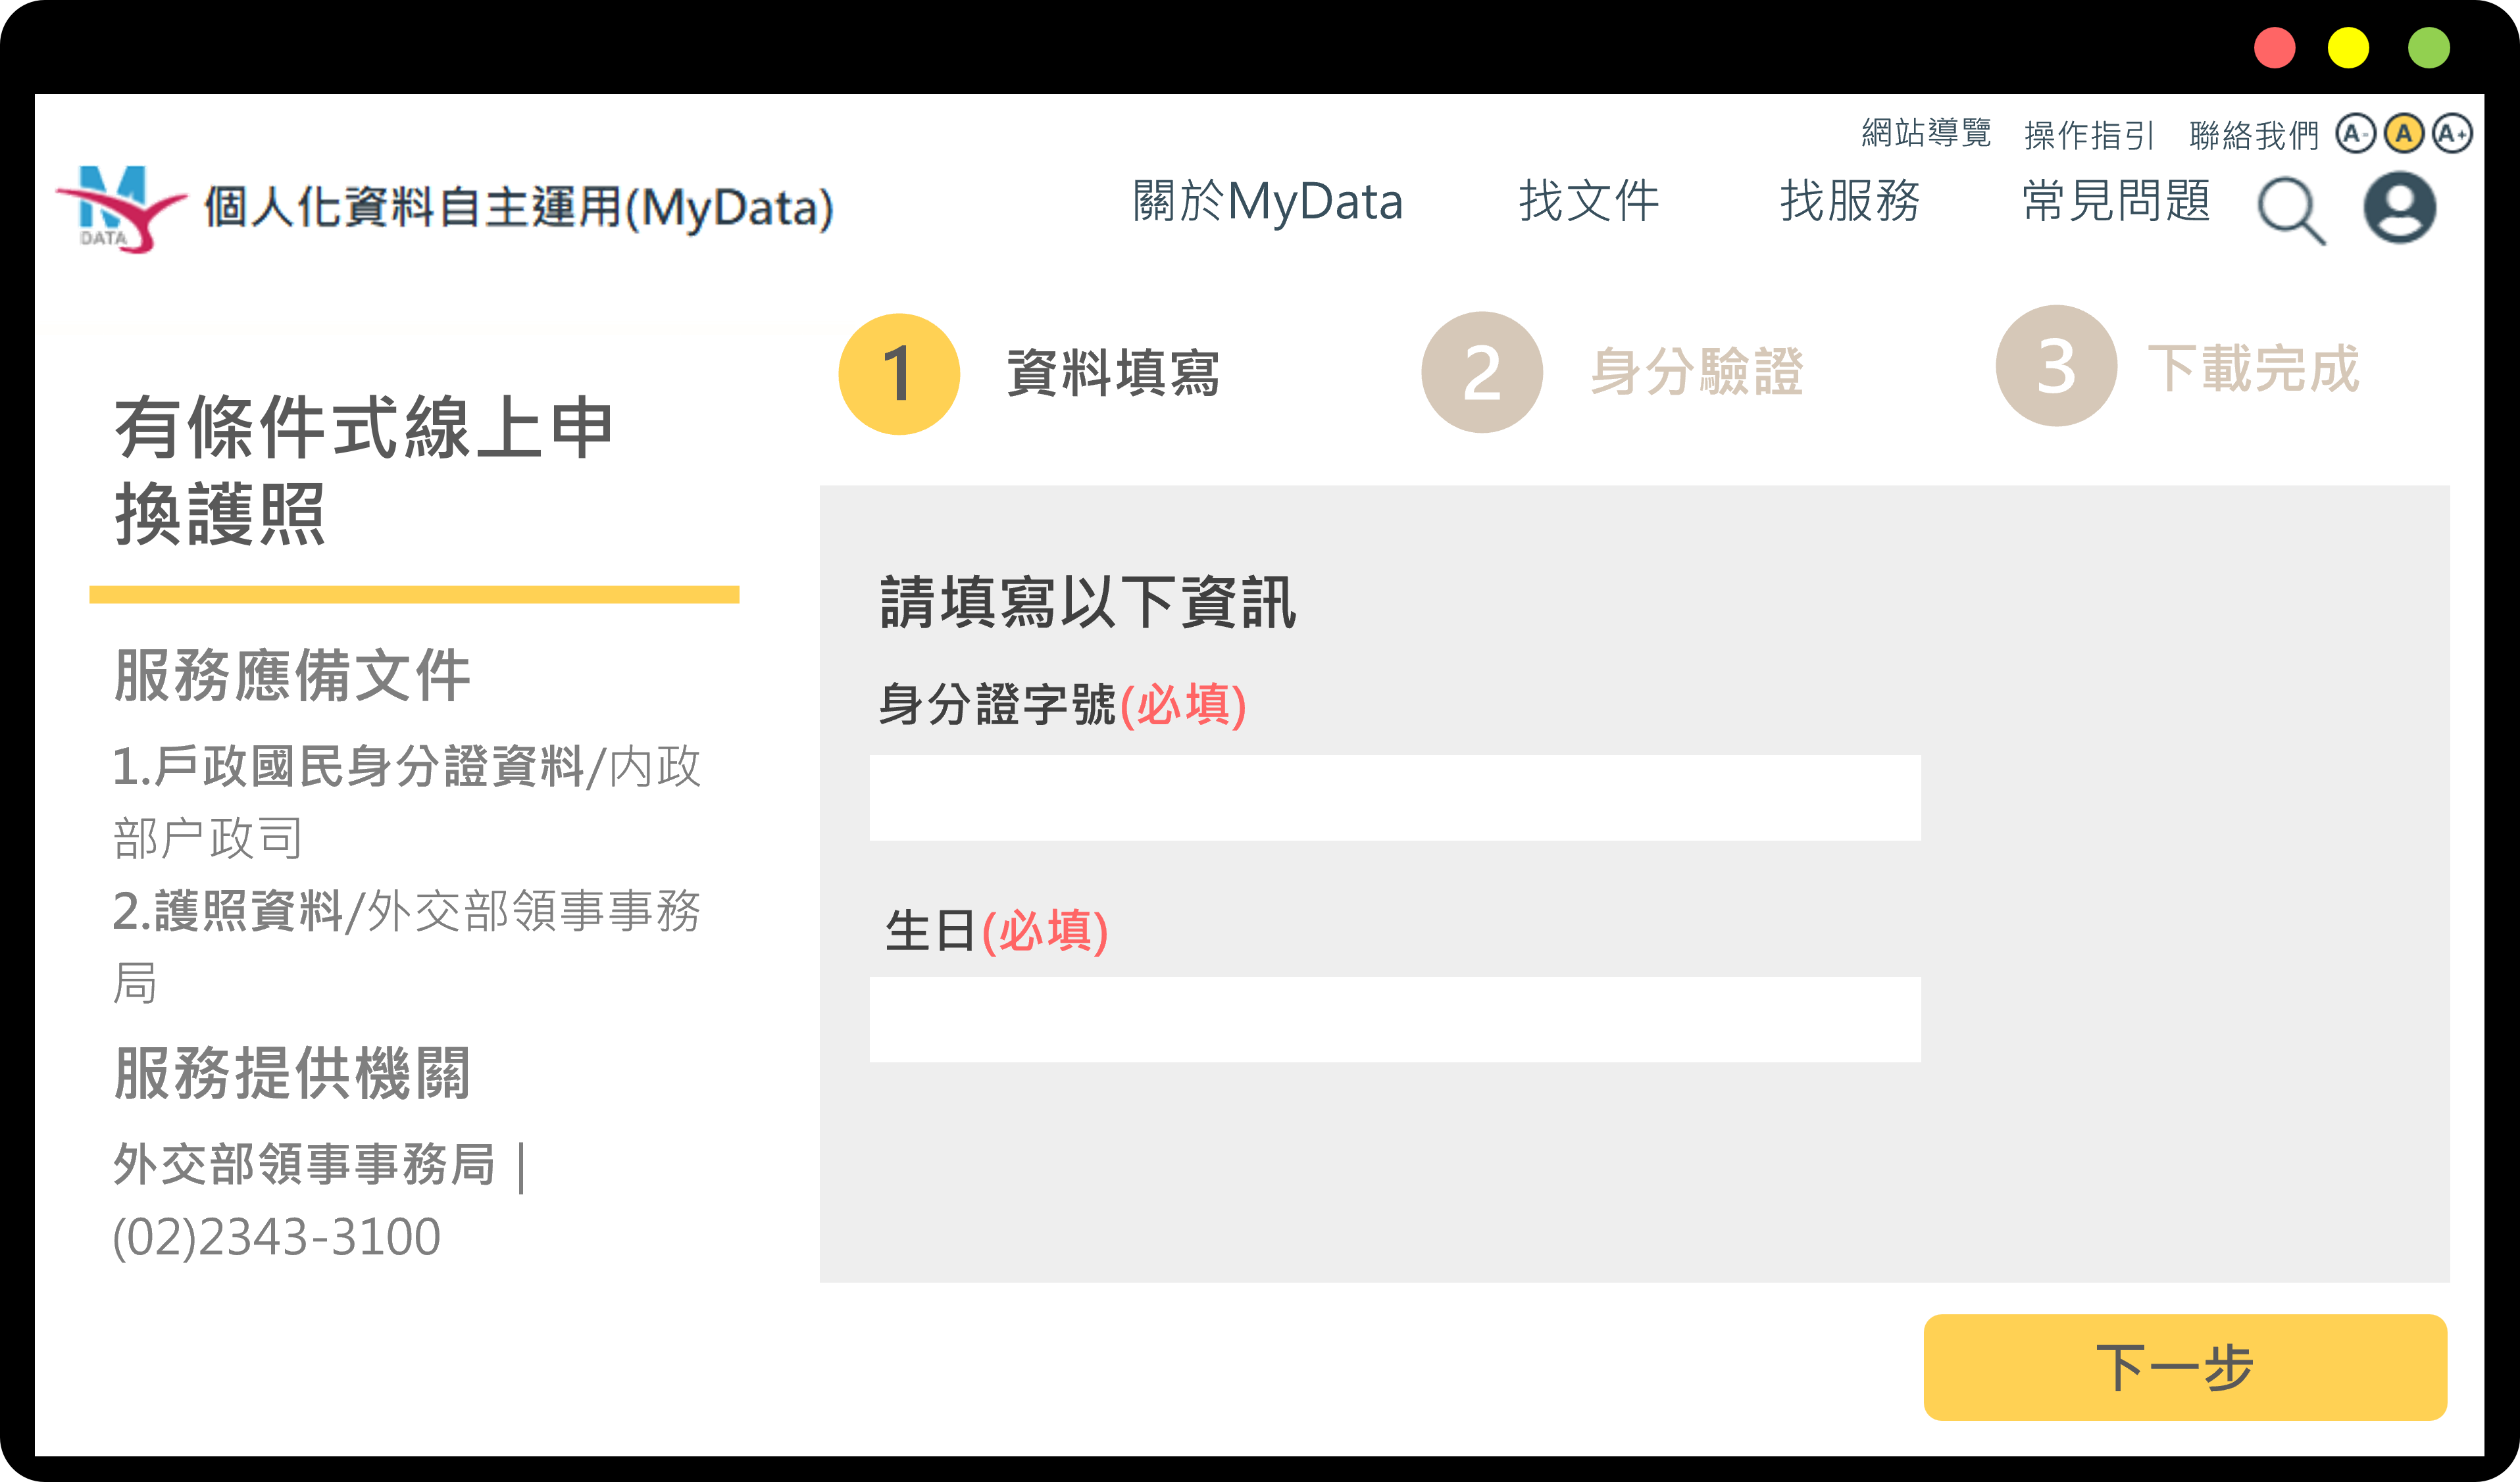 網站導覽 操作指引 聯絡我們 A- A A+
DATA
個人化資料自主運用(MyData)
關於MyData 找文件 找服務 常見問題
1 資料填寫 2 身分驗證 3 下載完成
有條件式線上申
換護照
服務應備文件
1.戶政國民身分證資料/内政
部户政司
2.護照資料/外交部領事事務
局
服務提供機關
外交部領事事務局 |
(02)2343-3100
請填寫以下資訊
身分證字號(必填)
生日(必填)
下一步